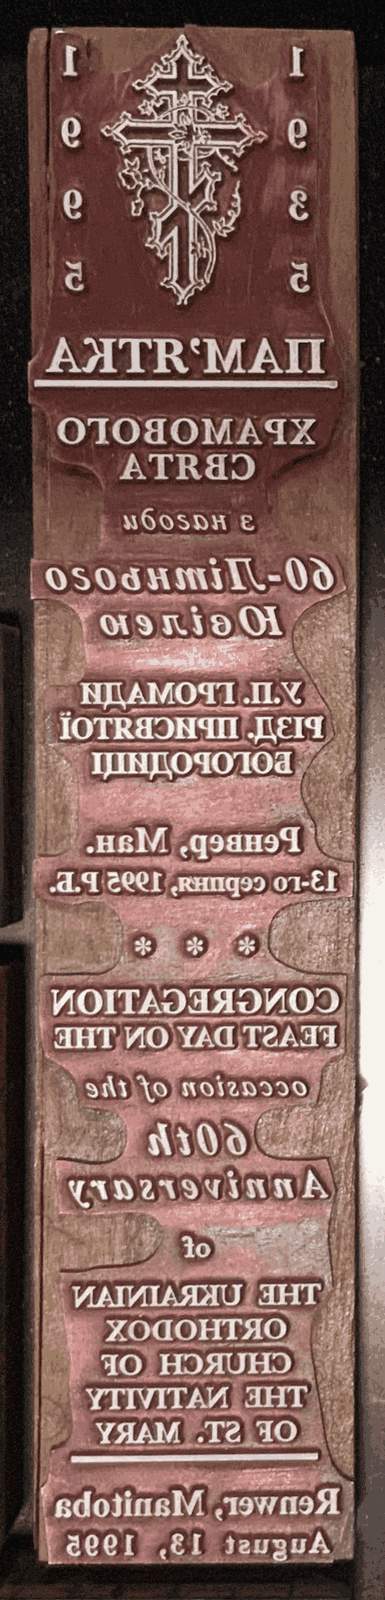 1 1
9 9
3 9
5 5
ПАМ'ЯТКА
ХРАМОВОГО
СВЯТА
з нагоди
60-Літнього
Ювілею
У.П. ГРОМАДИ
РІЗД. ПРИСВЯТОЇ
БОГОРОДИЦІ
Ренвер, Ман.
13-го серпня, 1995 Р.Б.
* * *
CONGREGATION
FEAST DAY ON THE
occasion of the
60th
Anniversary
of
THE UKRAINIAN
ORTHODOX
CHURCH OF
THE NATIVITY
OF ST. MARY
Renwer, Manitoba
August 13, 1995